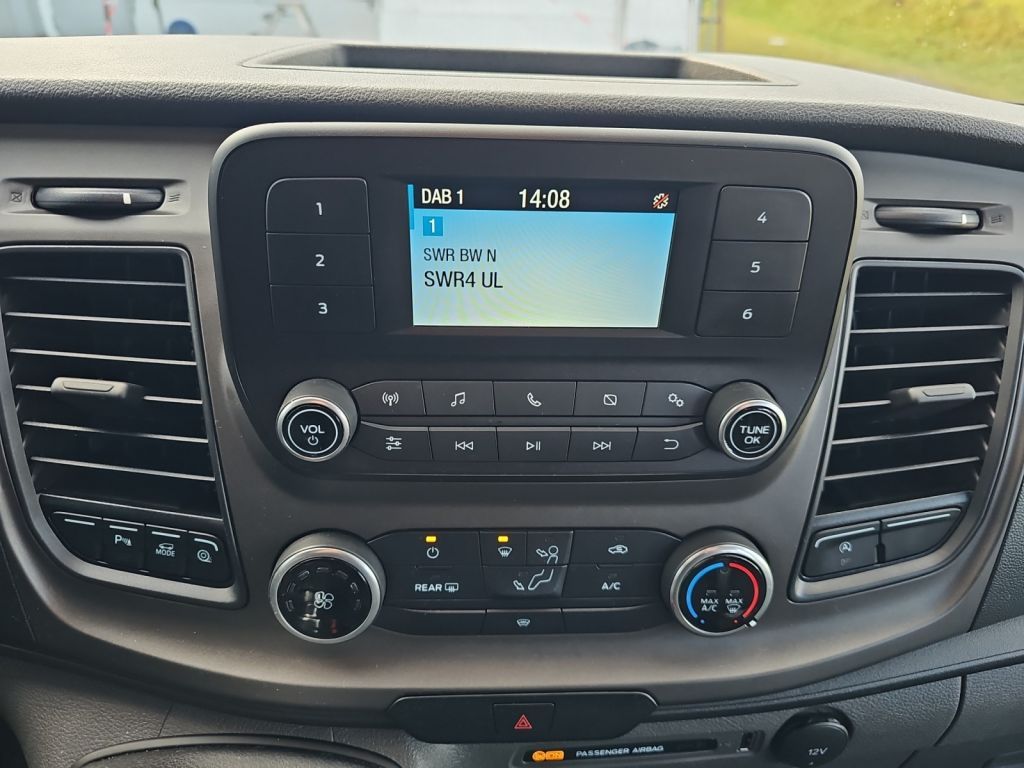 DAB 1 14:08
1
SWR BW N
SWR4 UL
1
2
3
4
5
6
VOL
TUNE
OK
MODE
REAR
A/C
MAX MAX
A/C
PASSENGER AIRBAG
12V